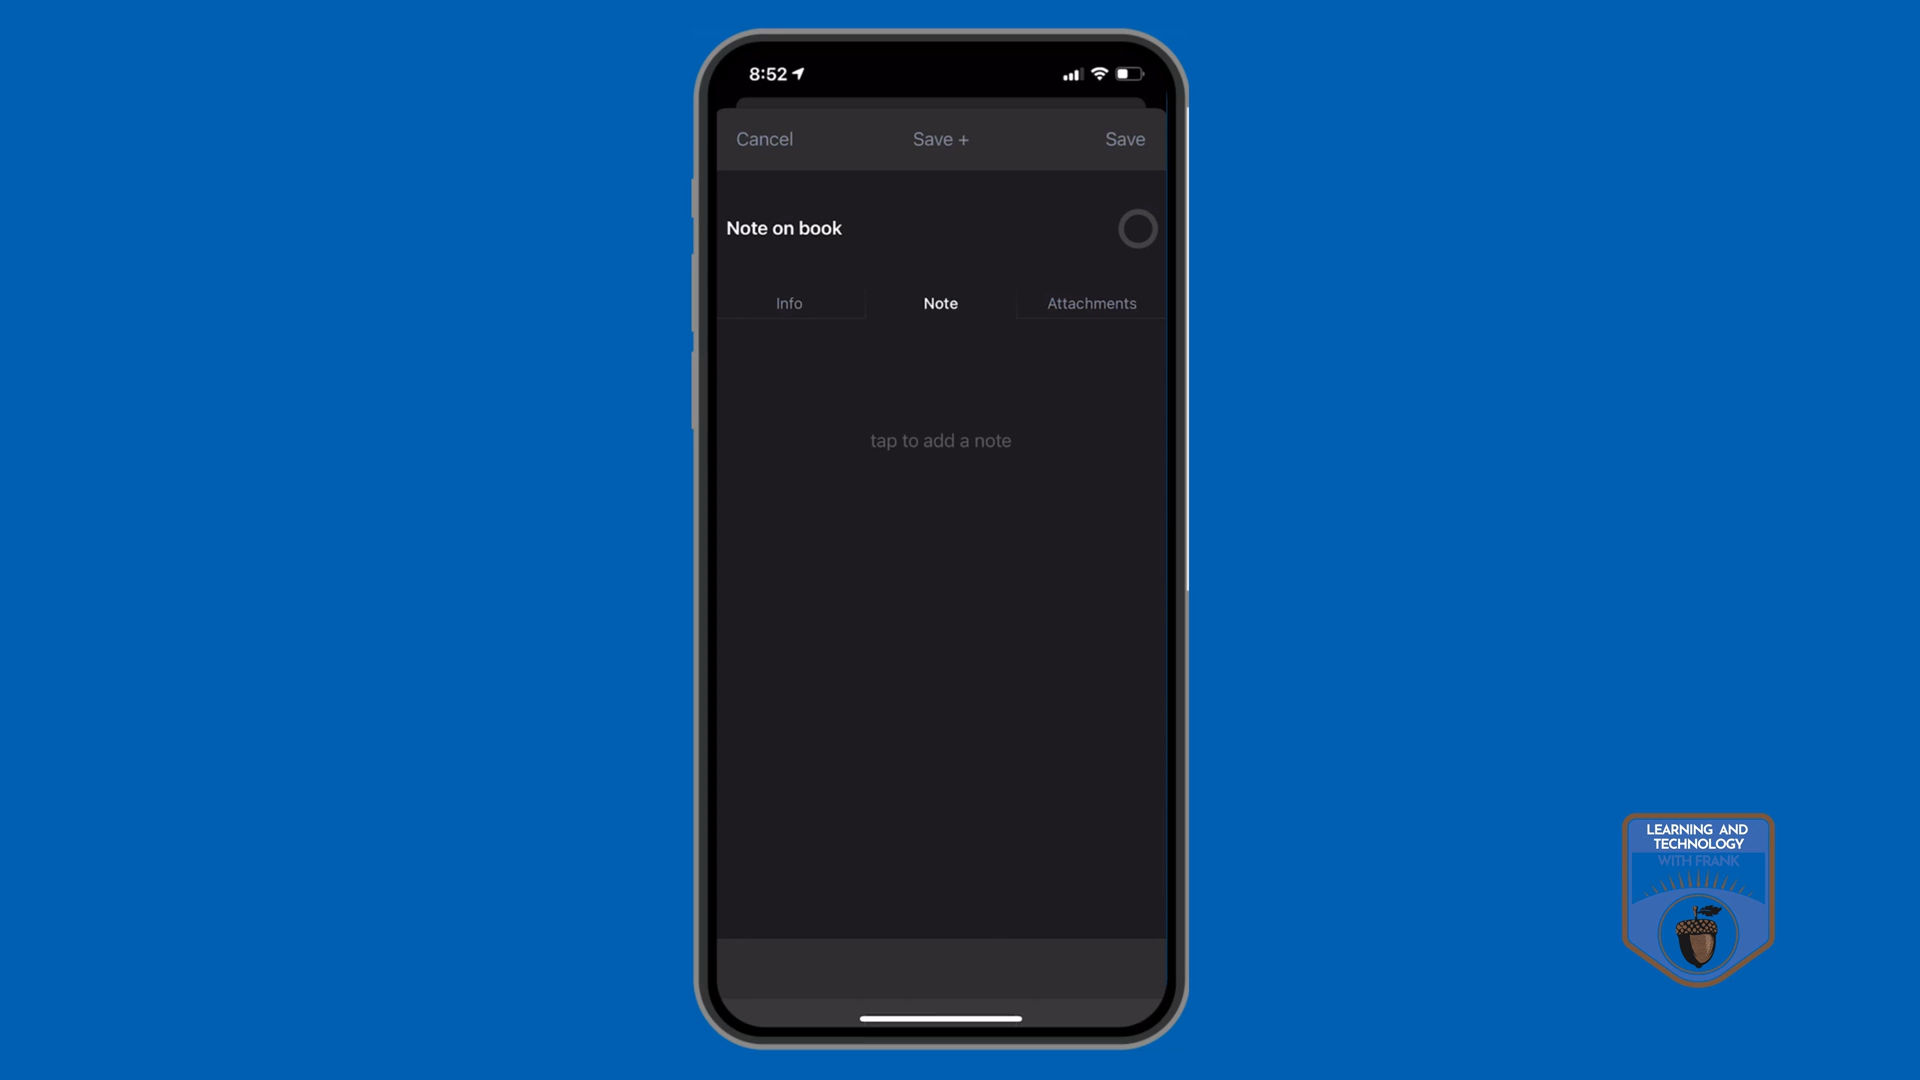 8:52
Cancel
Save +
Save
Note on book
Info
Note
Attachments
tap to add a note
LEARNING AND
TECHNOLOGY
WITH FRANK